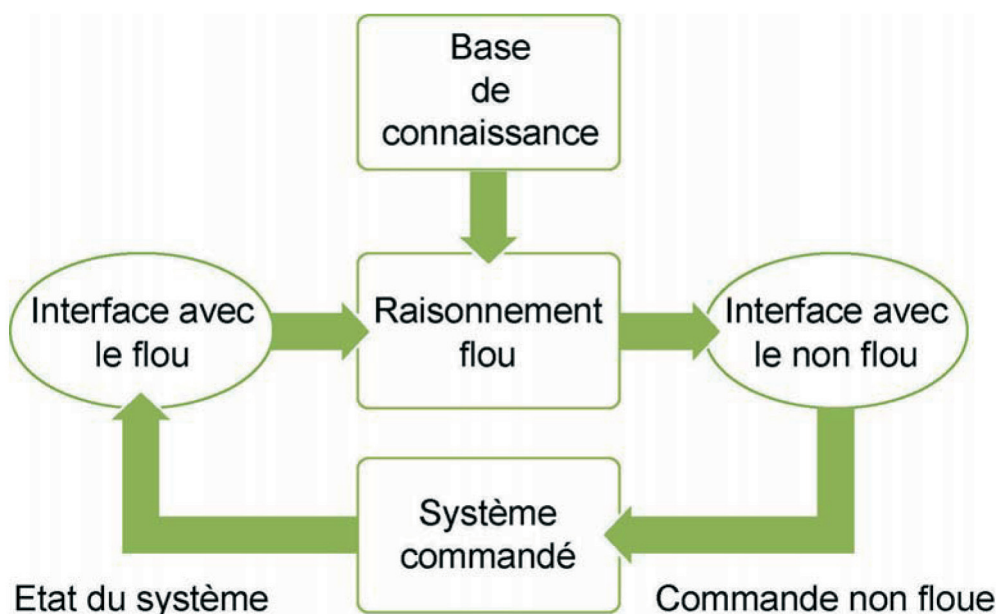 Base
de
connaissance
Interface avec
le flou
Raisonnement
flou
Interface avec
le non flou
Système
commandé
Etat du système
Commande non floue